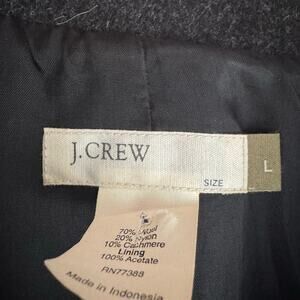 J.CREW
SIZE
L
70% Wool
20% Nylon
10% Cashmere
Lining
100% Acetate
RN77388
Made in Indonesia